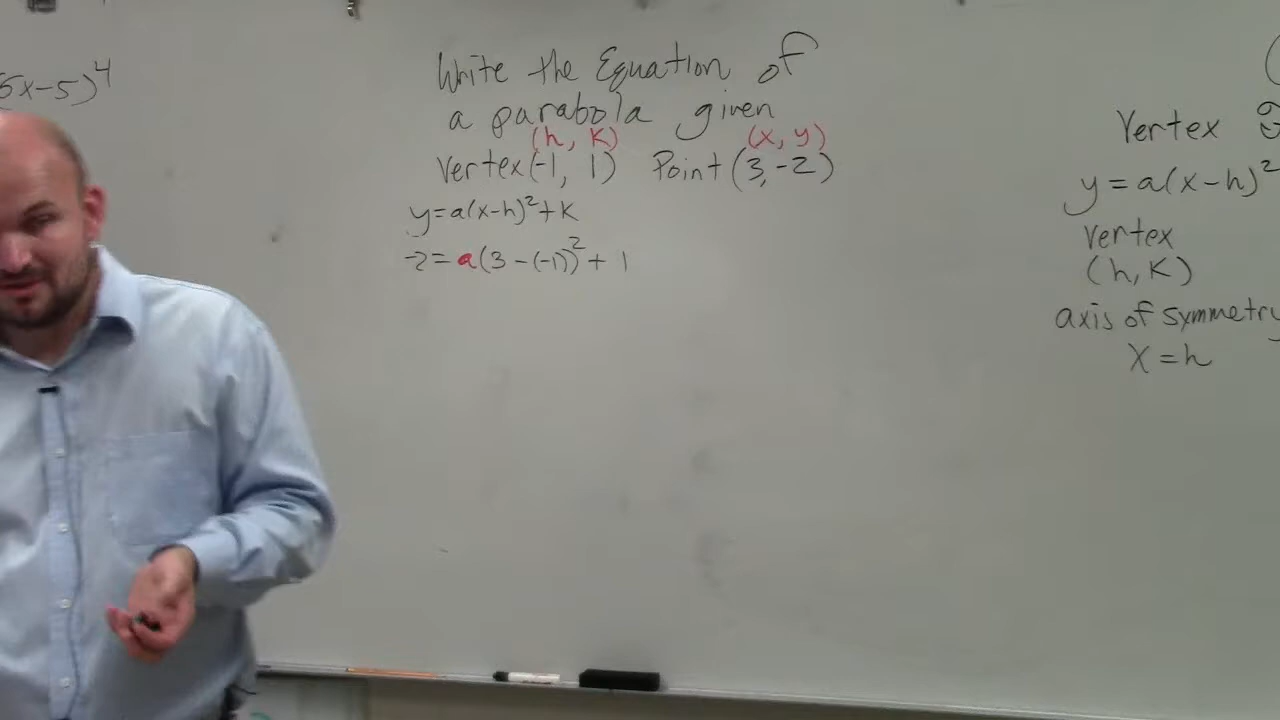 5x-5)^4
Write the Equation of
a parabola given
(h, k) (x, y)
vertex(-1, 1) Point(3,-2)
y=a(x-h)²+k
-2=a(3-(-1))²+1
Vertex
y=a(x-h)²
vertex
(h,k)
axis of symmetry
x=h